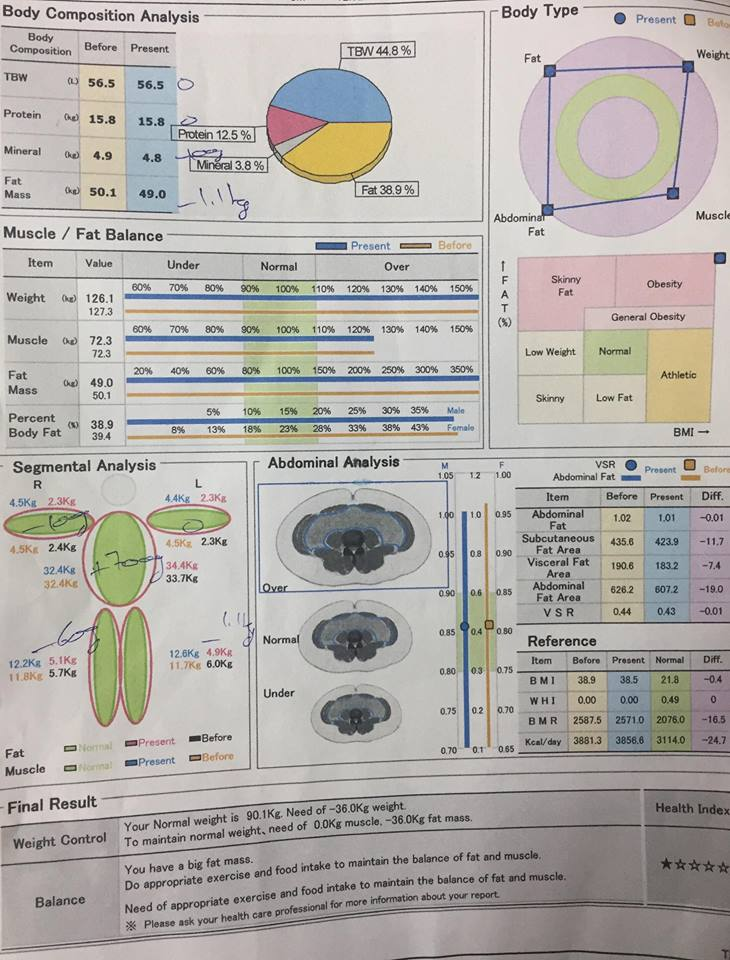 Body Composition Analysis
Body Composition Before Present
TBW (L) 56.5 56.5 0
Protein (kg) 15.8 15.8 0
Mineral (kg) 4.9 4.8
Fat Mass (kg) 50.1 49.0 -1.1kg
TBW 44.8 %
Protein 12.5 %
Mineral 3.8 %
Fat 38.9 %
Body Type
Present
Fat Weight
Abdominal Fat Muscle
↑ FAT (%)
Skinny Fat Obesity
General Obesity
Low Weight Normal Athletic
Skinny Low Fat
BMI →
Muscle / Fat Balance
Present Before
Item Value Under Normal Over
60% 70% 80% 90% 100% 110% 120% 130% 140% 150%
Weight (kg) 126.1
127.3
60% 70% 80% 90% 100% 110% 120% 130% 140% 150%
Muscle (kg) 72.3
72.3
20% 40% 60% 80% 100% 150% 200% 250% 300% 350%
Fat Mass (kg) 49.0
50.1
5% 10% 15% 20% 25% 30% 35% Male
Percent Body Fat (%) 38.9
39.4
8% 13% 18% 23% 28% 33% 38% 43% Female
Segmental Analysis
R L
4.5Kg 2.3Kg 4.4Kg 2.3Kg
4.5Kg 2.4Kg 4.5Kg 2.3Kg
0
32.4Kg 34.4Kg
32.4Kg 33.7Kg
+700g
12.2Kg 5.1Kg 12.6Kg 4.9Kg
11.8Kg 5.7Kg 11.7Kg 6.0Kg
Fat Normal Present Before
Muscle Normal Present Before
Abdominal Analysis
Over
Normal
Under
M F
1.05 1.2 1.00
1.00 1.0 0.95
0.95 0.8 0.90
0.90 0.6 0.85
0.85 0.4 0.80
0.80 0.3 0.75
0.75 0.2 0.70
0.70 0.1 0.65
VSR Present Before
Abdominal Fat
Item Before Present Diff.
Abdominal Fat 1.02 1.01 -0.01
Subcutaneous Fat Area 435.6 423.9 -11.7
Visceral Fat Area 190.6 183.2 -7.4
Abdominal Fat Area 626.2 607.2 -19.0
V S R 0.44 0.43 -0.01
Reference
Item Before Present Normal Diff.
B M I 38.9 38.5 21.8 -0.4
W H I 0.00 0.00 0.49 0
B M R 2587.5 2571.0 2076.0 -16.5
Kcal/day 3881.3 3856.6 3114.0 -24.7
Final Result
Health Index
Weight Control
Your Normal weight is 90.1Kg. Need of -36.0Kg weight.
To maintain normal weight, need of 0.0Kg muscle, -36.0Kg fat mass.
Balance
You have a big fat mass.
Do appropriate exercise and food intake to maintain the balance of fat and muscle.
Need of appropriate exercise and food intake to maintain the balance of fat and muscle.
※ Please ask your health care professional for more information about your report.
★☆☆☆☆